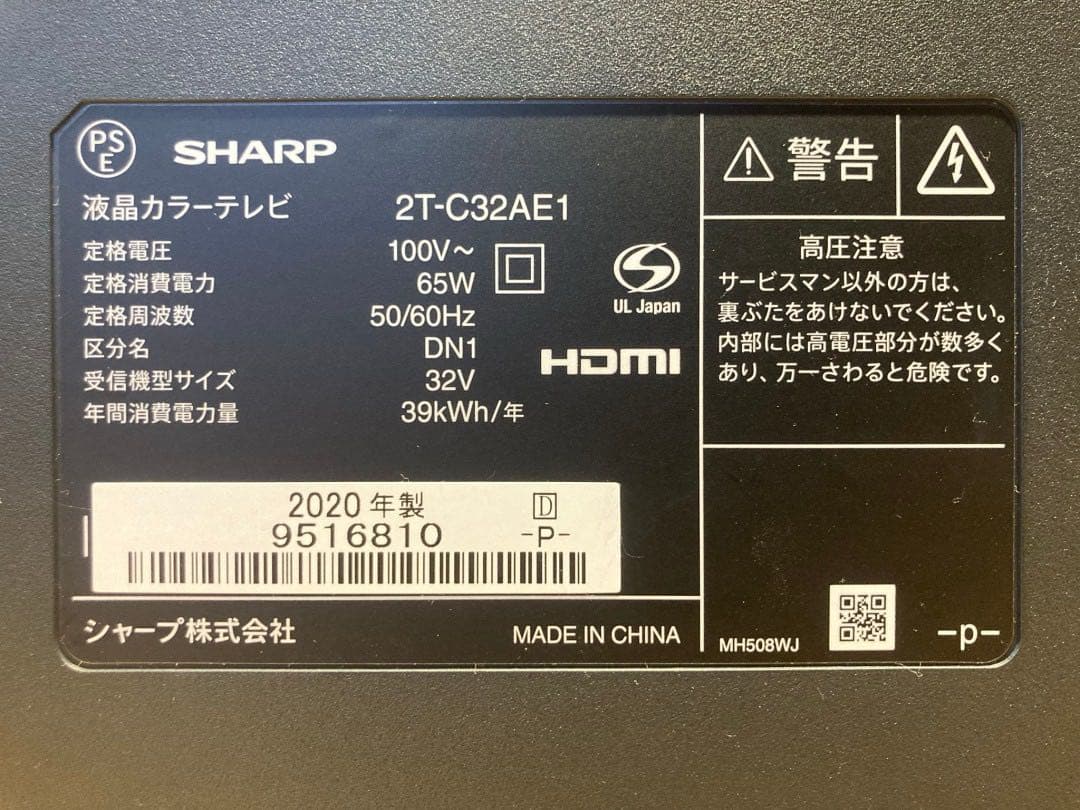 PS
E
SHARP
液晶カラーテレビ 2T-C32AE1
定格電圧 100V～
定格消費電力 65W
定格周波数 50/60Hz
区分名 DN1
受信機型サイズ 32V
年間消費電力量 39kWh/年
UL Japan
HDMI
2020年製 D
9516810 -P-
シャープ株式会社 MADE IN CHINA
警告
高圧注意
サービスマン以外の方は、
裏ぶたをあけないでください。
内部には高電圧部分が数多く
あり、万一さわると危険です。
MH508WJ -p-